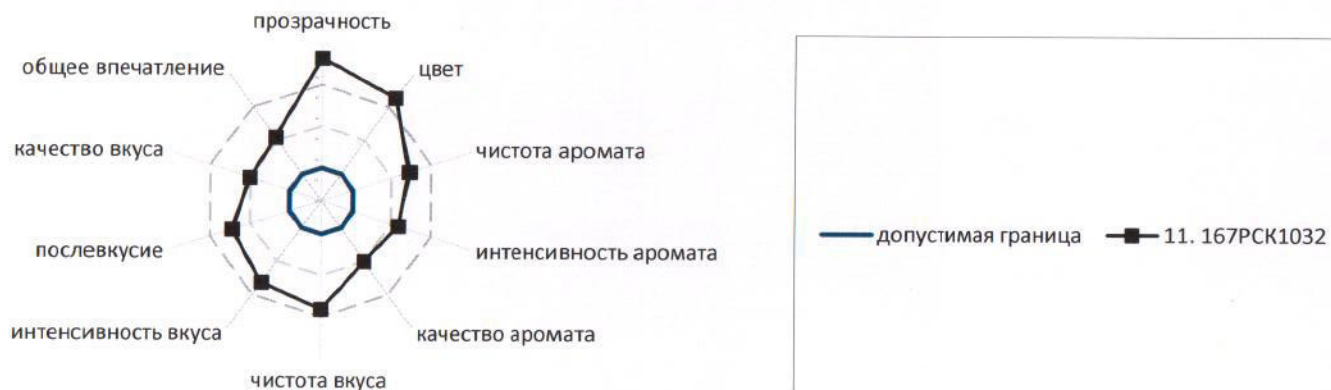 прозрачность
общее впечатление
цвет
качество вкуса
чистота аромата
послевкусие
интенсивность аромата
интенсивность вкуса
качество аромата
чистота вкуса
допустимая граница
11. 167РСК1032